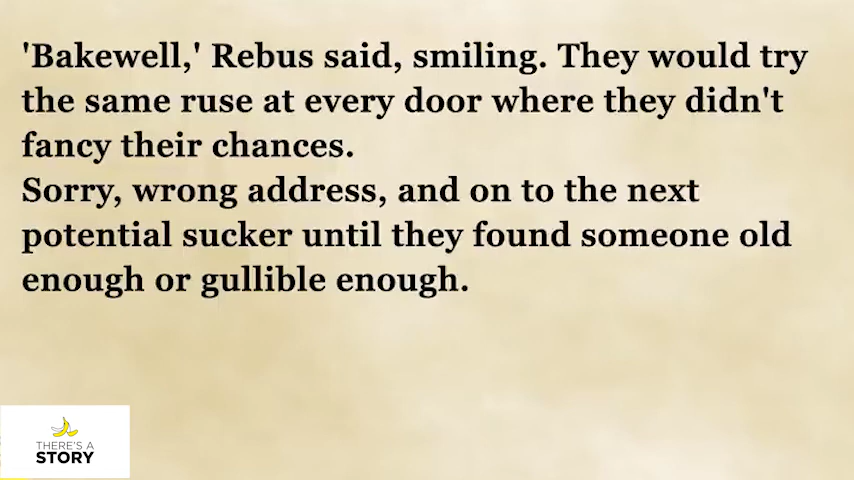 'Bakewell,' Rebus said, smiling. They would try
the same ruse at every door where they didn't
fancy their chances.
Sorry, wrong address, and on to the next
potential sucker until they found someone old
enough or gullible enough.
THERE'S A
STORY